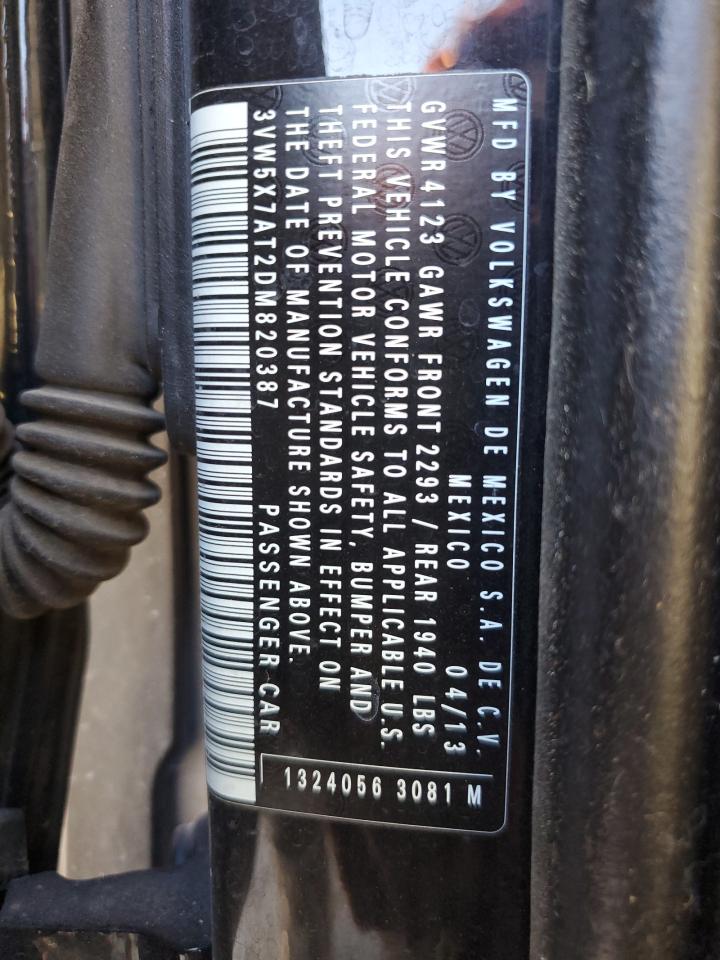 MFD BY VOLKSWAGEN DE MEXICO S.A. DE C.V.
MEXICO 04/13
GVWR 4123 GAWR FRONT 2293 / REAR 1940 LBS
THIS VEHICLE CONFORMS TO ALL APPLICABLE U.S.
FEDERAL MOTOR VEHICLE SAFETY, BUMPER AND
THEFT PREVENTION STANDARDS IN EFFECT ON
THE DATE OF MANUFACTURE SHOWN ABOVE.
3VW5X7AT2DM820387 PASSENGER CAR
1324056 3081 M